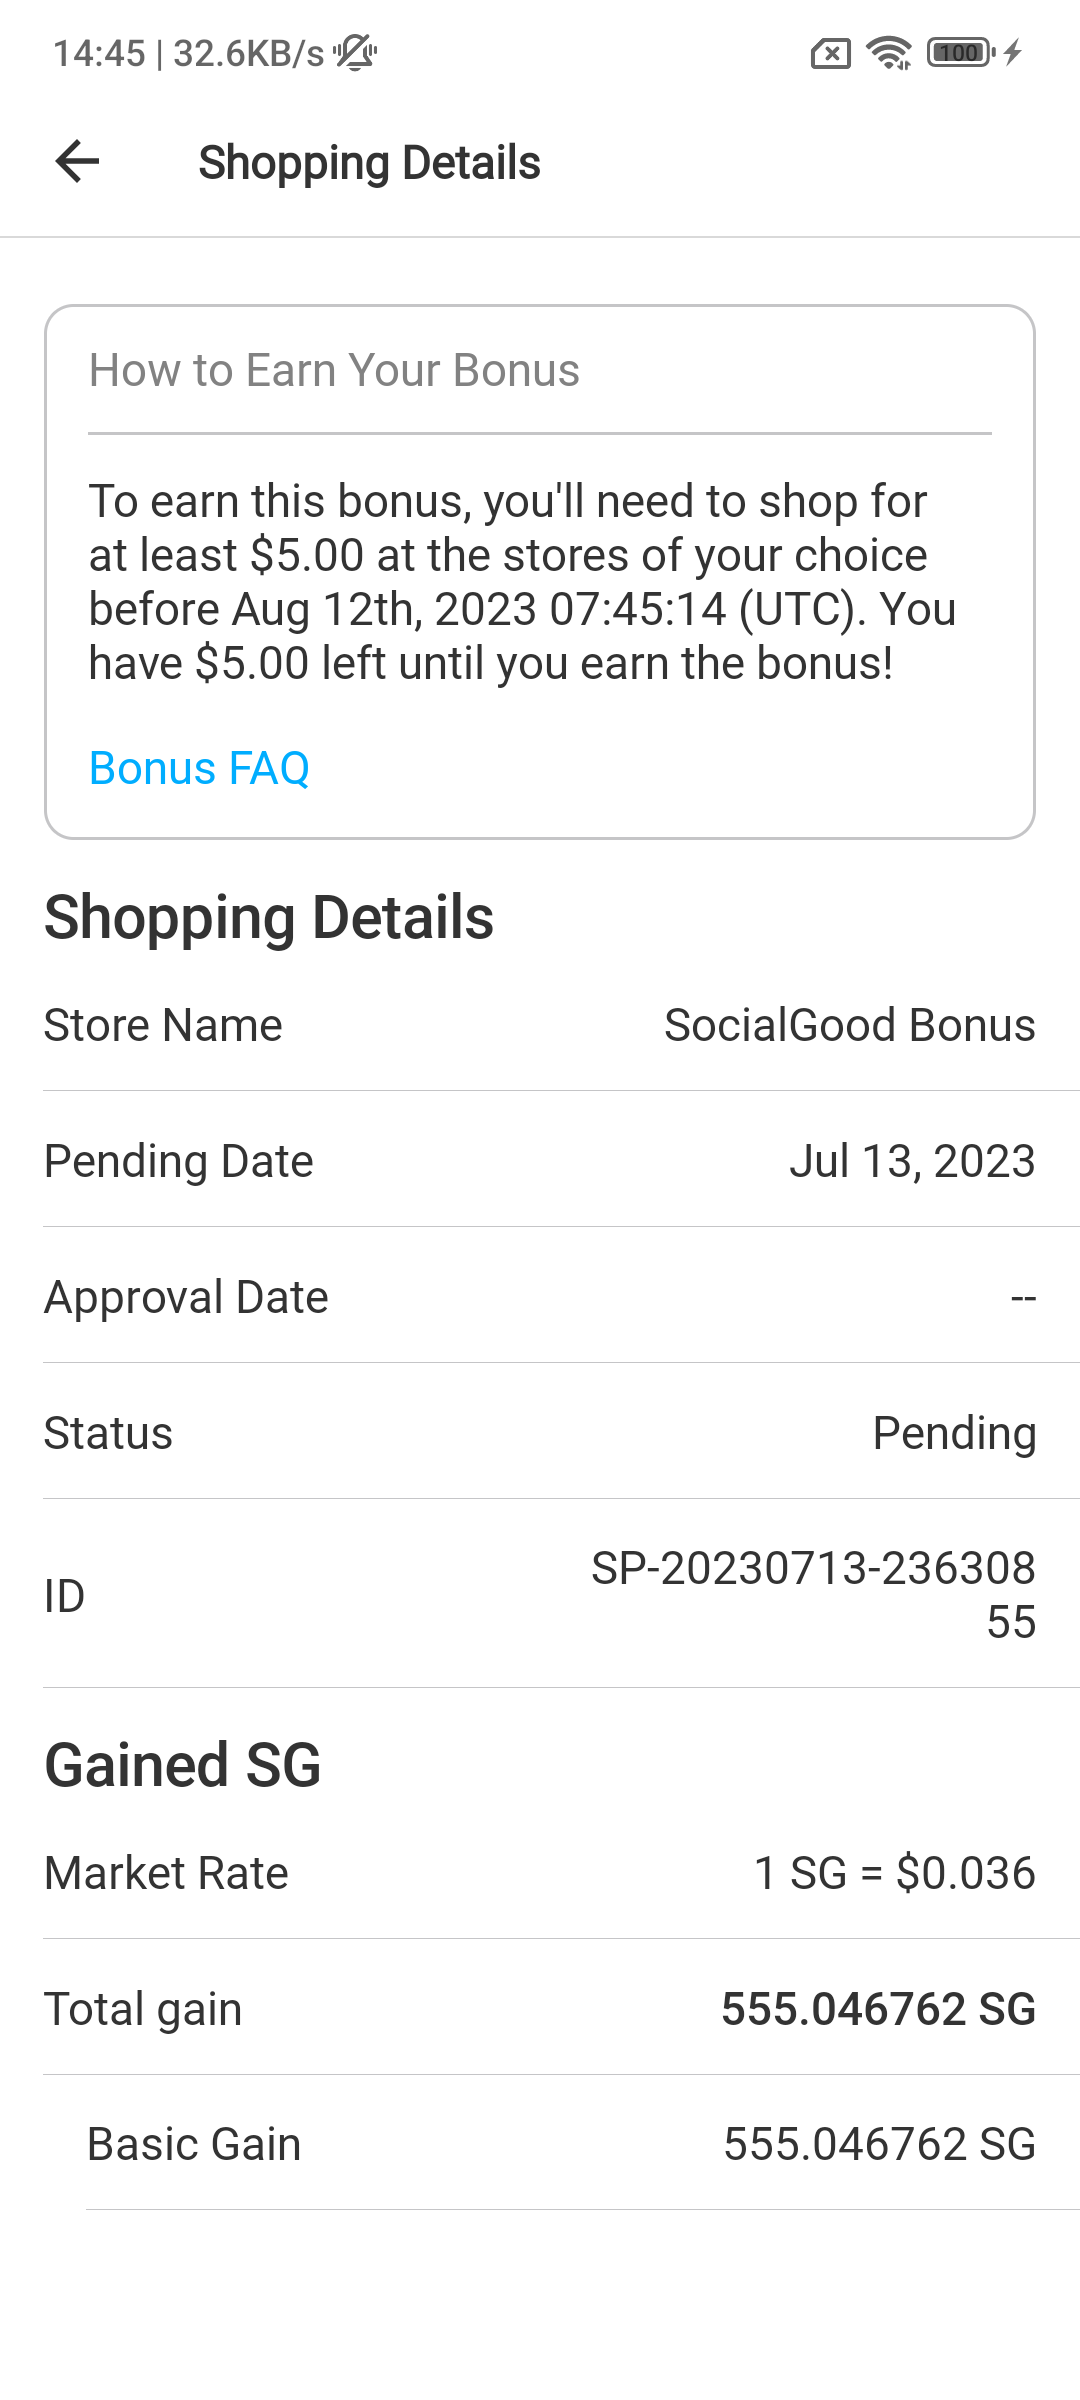 14:45 | 32.6KB/s
100
Shopping Details
How to Earn Your Bonus
To earn this bonus, you'll need to shop for
at least $5.00 at the stores of your choice
before Aug 12th, 2023 07:45:14 (UTC). You
have $5.00 left until you earn the bonus!
Bonus FAQ
Shopping Details
Store Name SocialGood Bonus
Pending Date Jul 13, 2023
Approval Date --
Status Pending
ID SP-20230713-236308
55
Gained SG
Market Rate 1 SG = $0.036
Total gain 555.046762 SG
Basic Gain 555.046762 SG